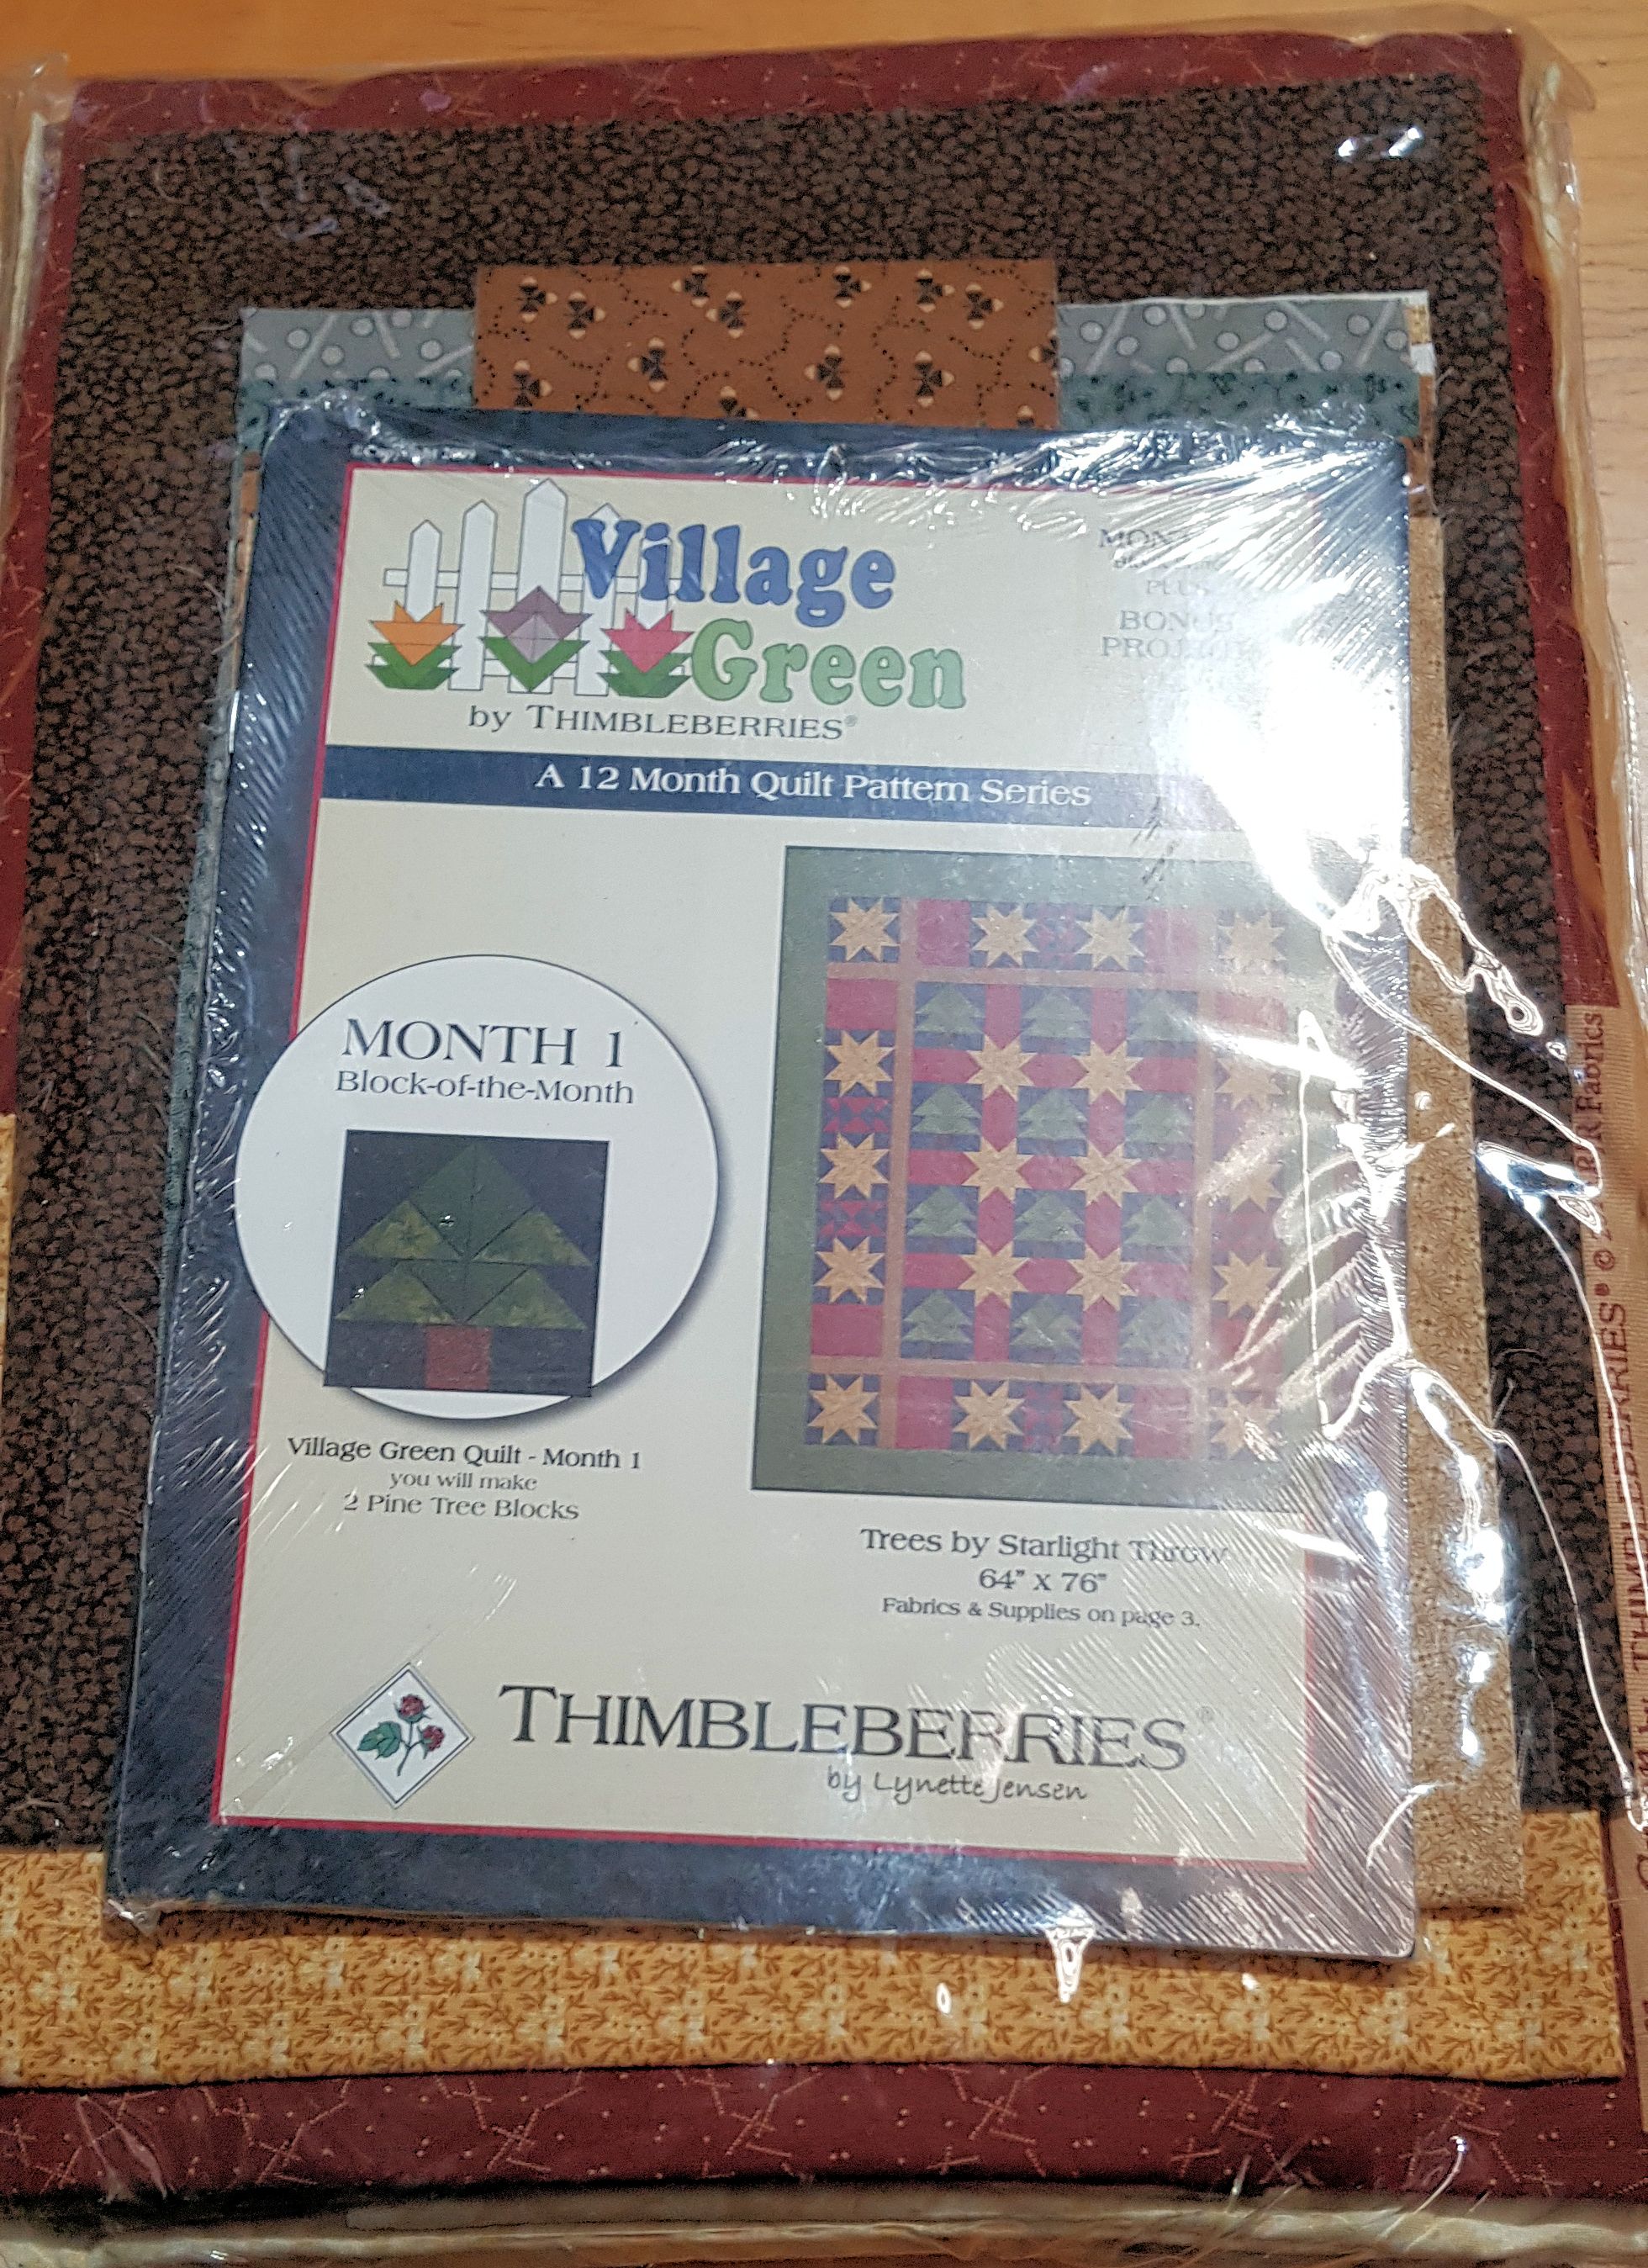 Village
Green
by THIMBLEBERRIES®
BONUS
A 12 Month Quilt Pattern Series
MONTH 1
Block-of-the-Month
Village Green Quilt - Month 1
you will make
2 Pine Tree Blocks
Trees by Starlight Throw
64" x 76"
Fabrics & Supplies on page 3.
THIMBLEBERRIES®
by Lynette Jensen
THIMBLEBERRIES® © RJR Fabrics